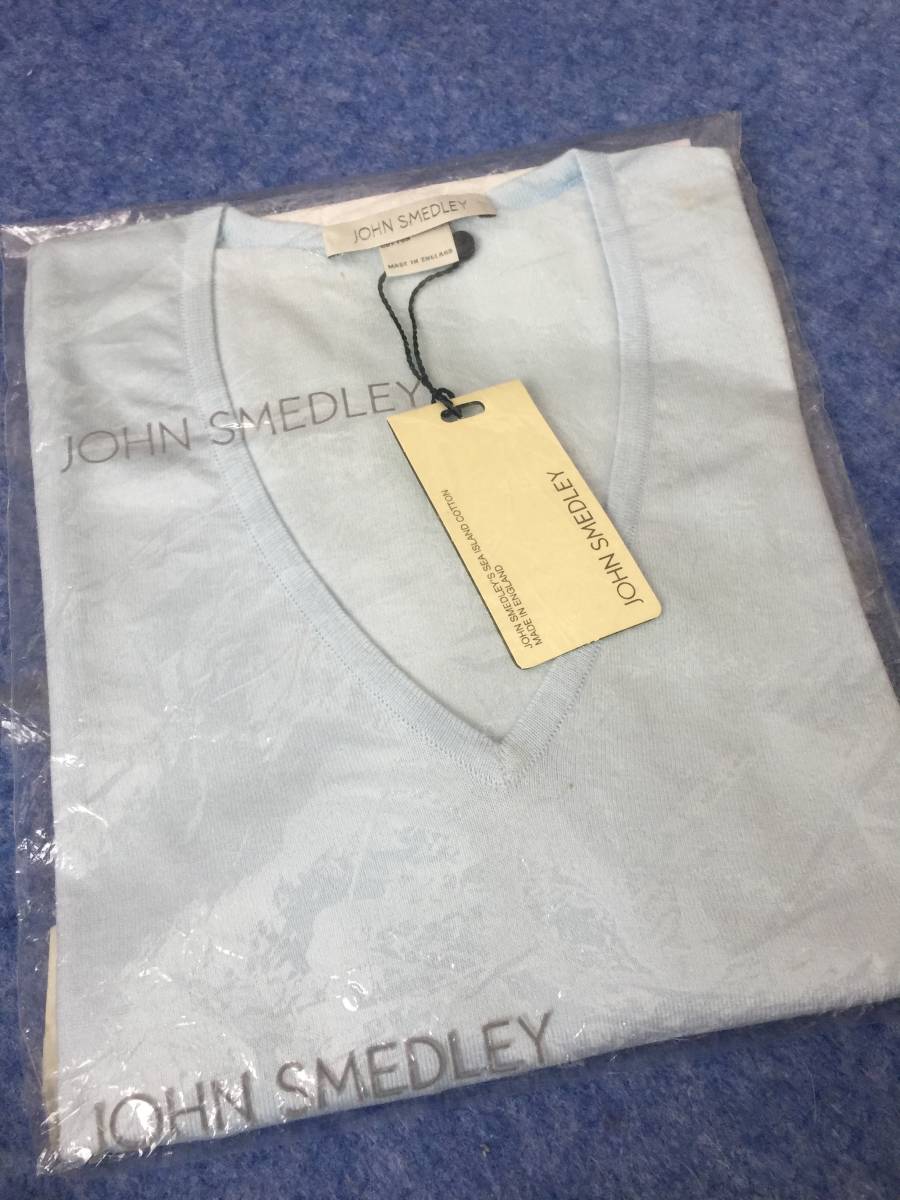 JOHN SMEDLEY
COTTON
MADE IN ENGLAND
JOHN SMEDLEY
JOHN SMEDLEY
JOHN SMEDLEY'S SEA ISLAND COTTON
MADE IN ENGLAND
JOHN SMEDLEY